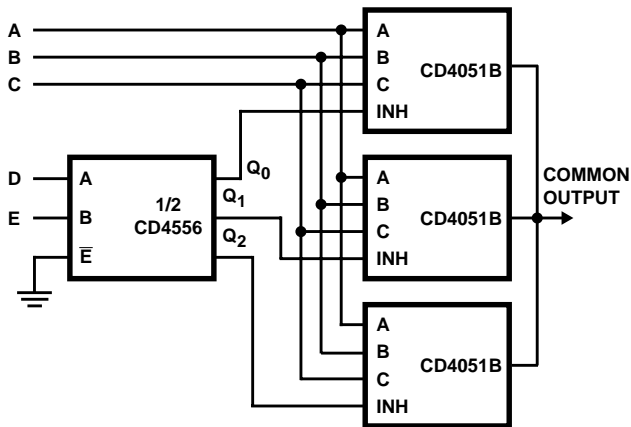 A
B
C
A
B
C
INH
CD4051B
D
E
A
B
E̅
1/2
CD4556
Q0
Q1
Q2
A
B
C
INH
CD4051B
COMMON
OUTPUT
A
B
C
INH
CD4051B